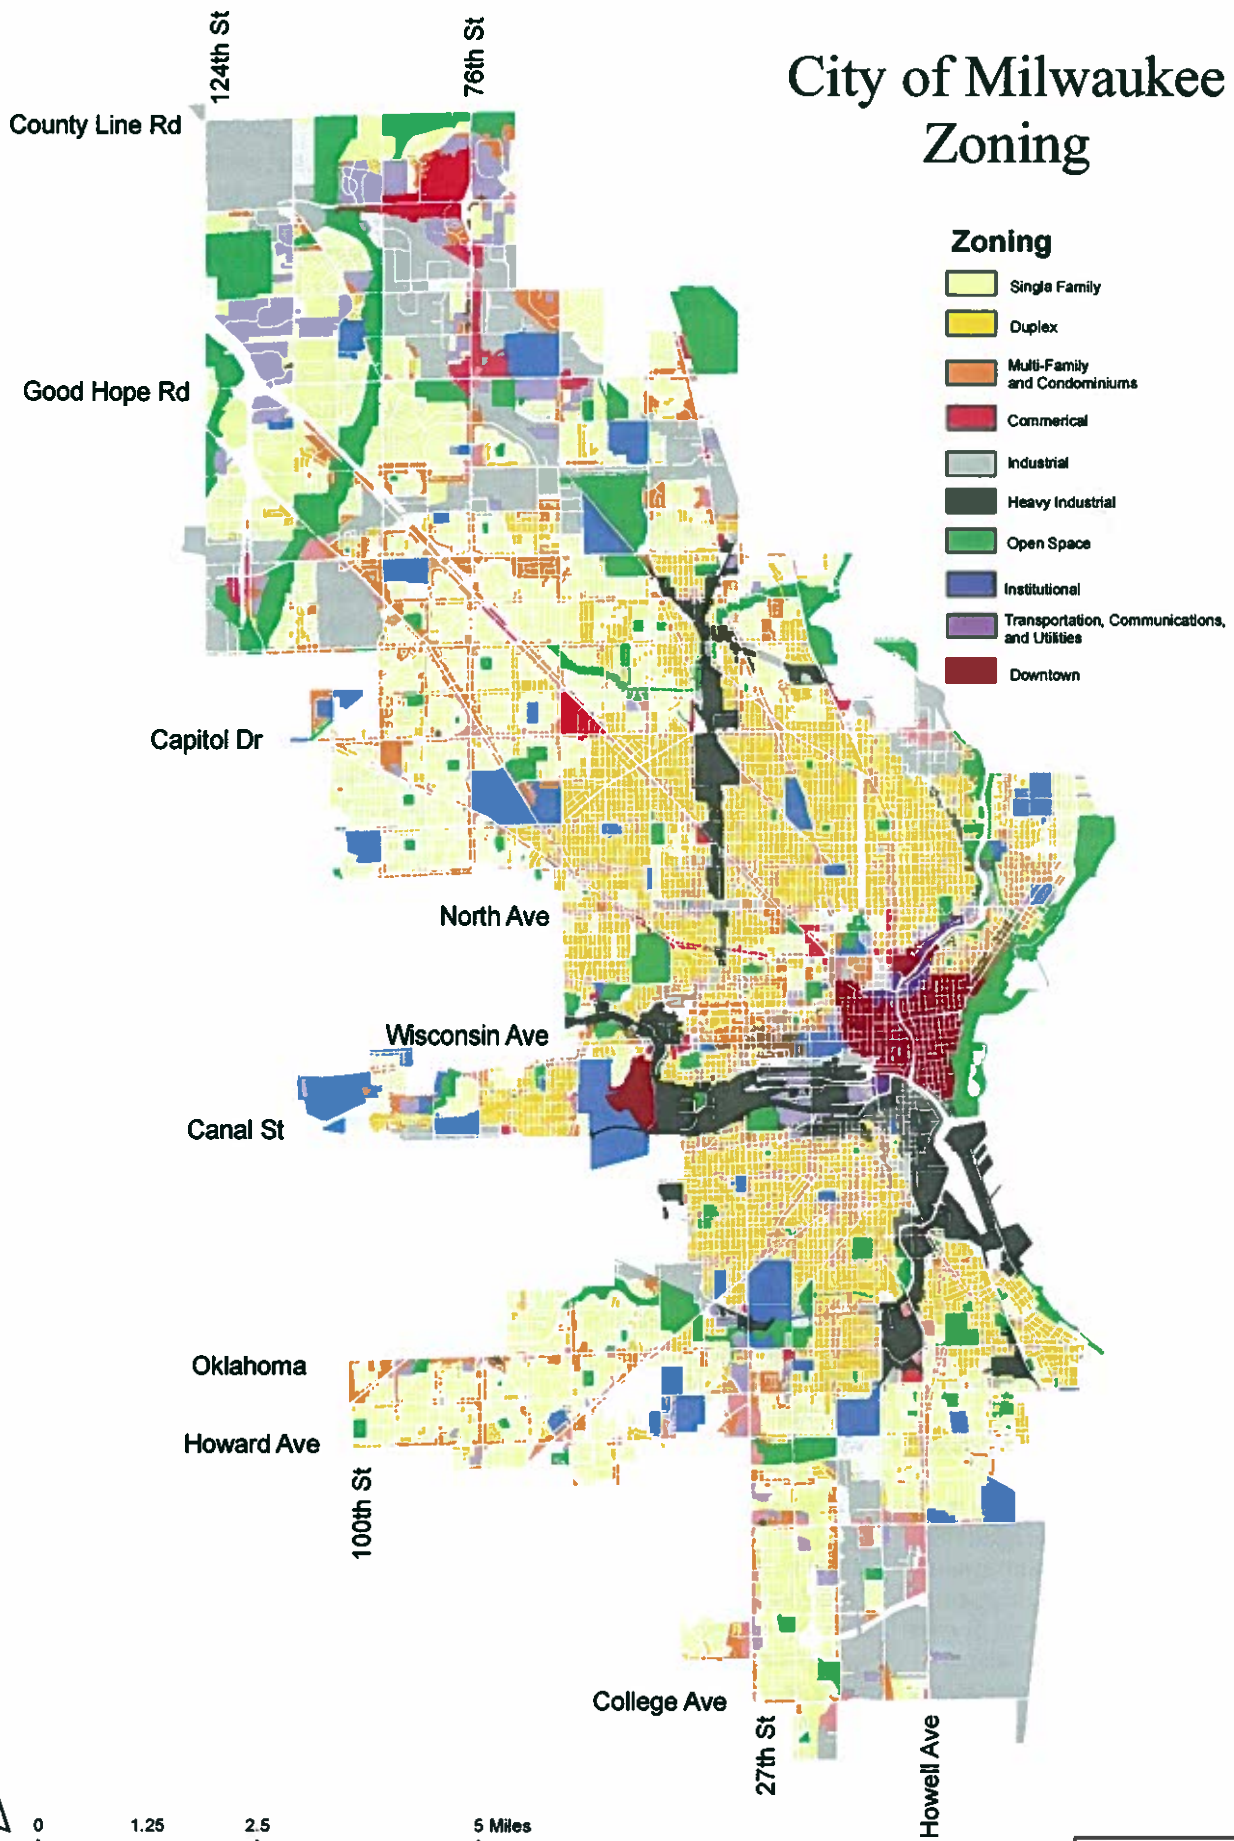 124th St
76th St
City of Milwaukee
Zoning
County Line Rd
Zoning
Single Family
Duplex
Multi-Family
and Condominiums
Commerical
Industrial
Heavy Industrial
Open Space
Institutional
Transportation, Communications,
and Utilities
Downtown
Good Hope Rd
Capitol Dr
North Ave
Wisconsin Ave
Canal St
Oklahoma
Howard Ave
100th St
College Ave
27th St
Howell Ave
0 1.25 2.5 5 Miles